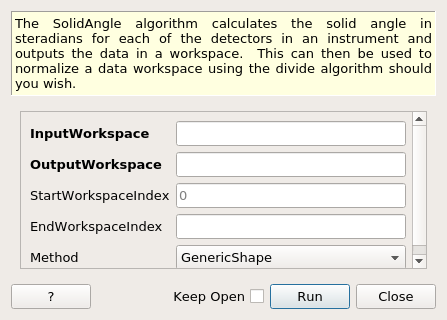 The SolidAngle algorithm calculates the solid angle in
steradians for each of the detectors in an instrument and
outputs the data in a workspace. This can then be used to
normalize a data workspace using the divide algorithm should
you wish.
InputWorkspace
OutputWorkspace
StartWorkspaceIndex 0
EndWorkspaceIndex
Method GenericShape
? Keep Open Run Close